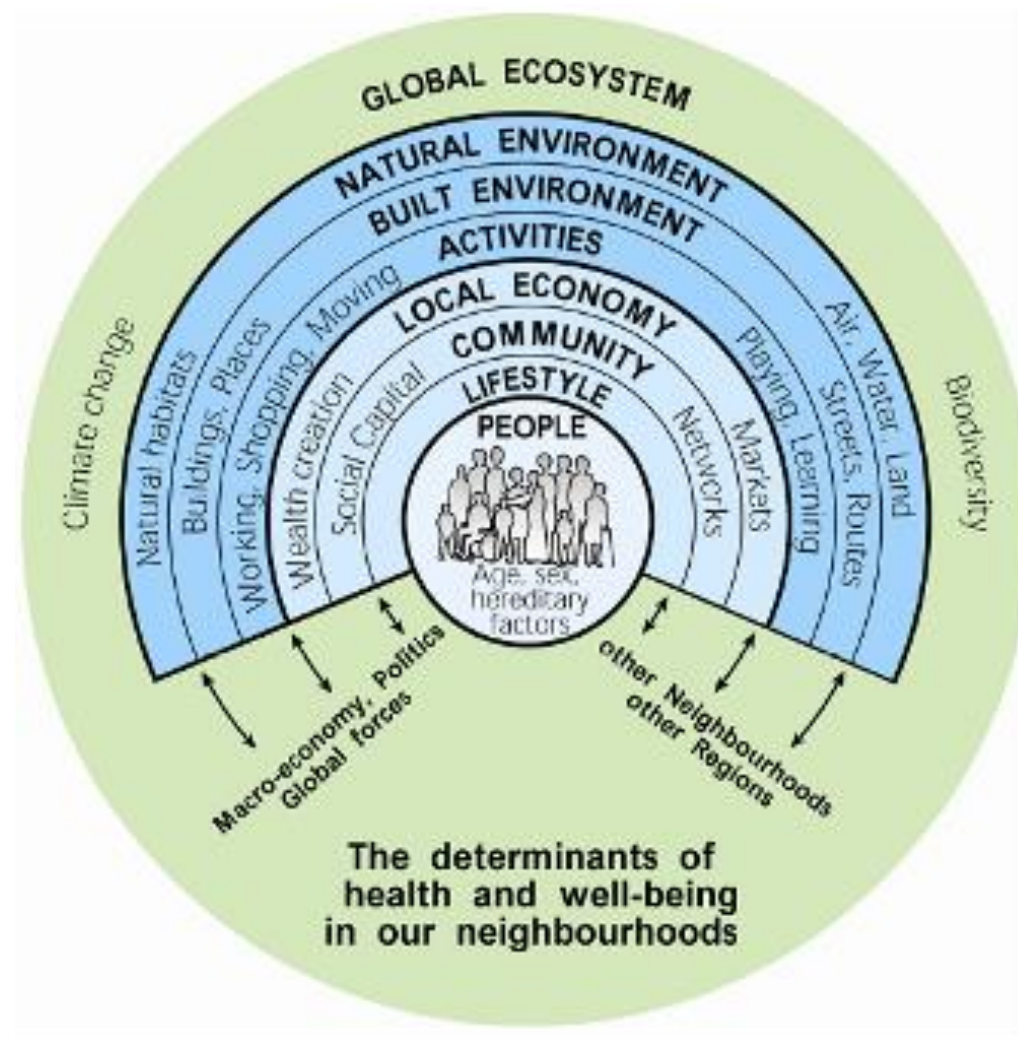 GLOBAL ECOSYSTEM
NATURAL ENVIRONMENT
BUILT ENVIRONMENT
ACTIVITIES
LOCAL ECONOMY
COMMUNITY
LIFESTYLE
PEOPLE
Age, sex,
hereditary
factors
Climate change
Natural habitats
Buildings, Places
Working, Shopping, Moving
Wealth creation
Social Capital
Networks
Markets
Playing, Learning
Streets, Routes
Air, Water, Land
Biodiversity
Macro-economy, Politics
Global forces
other Neighbourhoods
other Regions
The determinants of
health and well-being
in our neighbourhoods